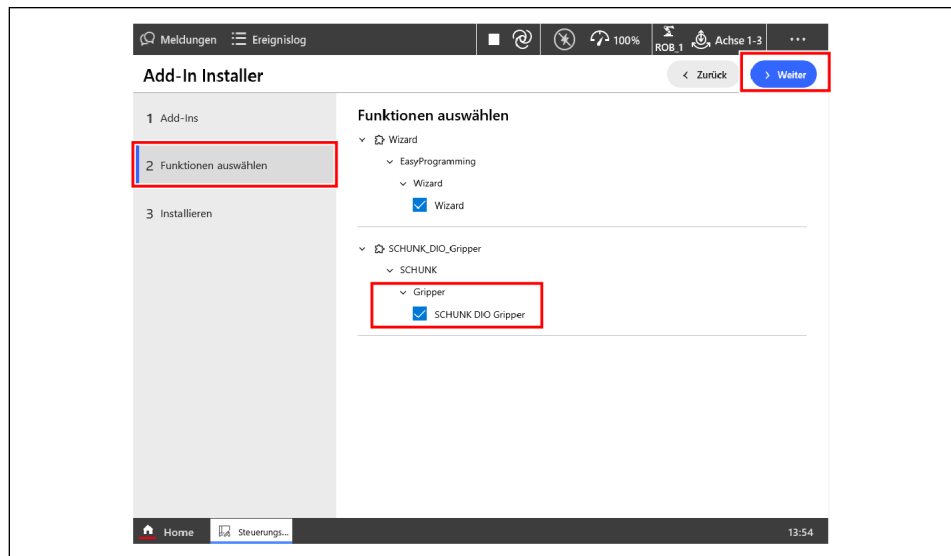 Meldungen Ereignislog 100% ROB_1 Achse 1-3 ...
Add-In Installer Zurück Weiter
1 Add-Ins
2 Funktionen auswählen
3 Installieren
Funktionen auswählen
Wizard
EasyProgramming
Wizard
Wizard
SCHUNK_DIO_Gripper
SCHUNK
Gripper
SCHUNK DIO Gripper
Home Steuerungs... 13:54